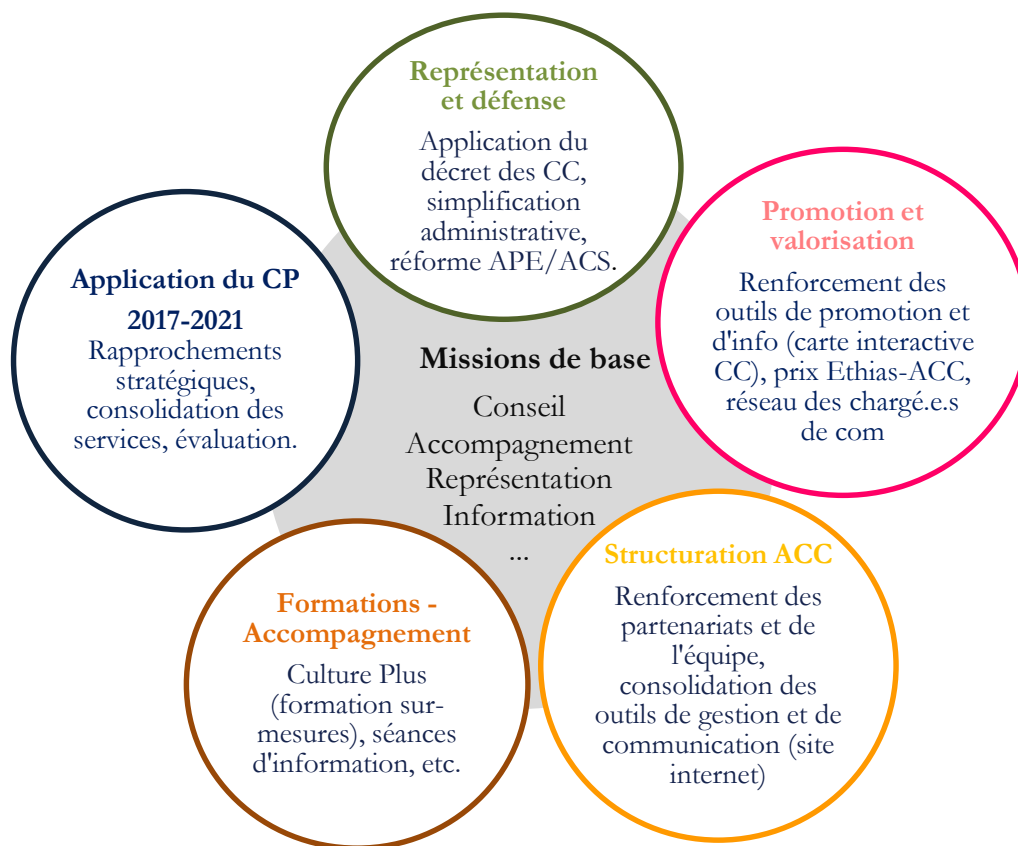 Représentation
et défense
Application du
décret des CC,
simplification
administrative,
réforme APE/ACS.
Promotion et
valorisation
Renforcement des
outils de promotion et
d'info (carte interactive
CC), prix Ethias-ACC,
réseau des chargé.e.s
de com
Structuration ACC
Renforcement des
partenariats et de
l'équipe,
consolidation des
outils de gestion et de
communication (site
internet)
Formations -
Accompagnement
Culture Plus
(formation sur-
mesures), séances
d'information, etc.
Application du CP
2017-2021
Rapprochements
stratégiques,
consolidation des
services, évaluation.
Missions de base
Conseil
Accompagnement
Représentation
Information
...